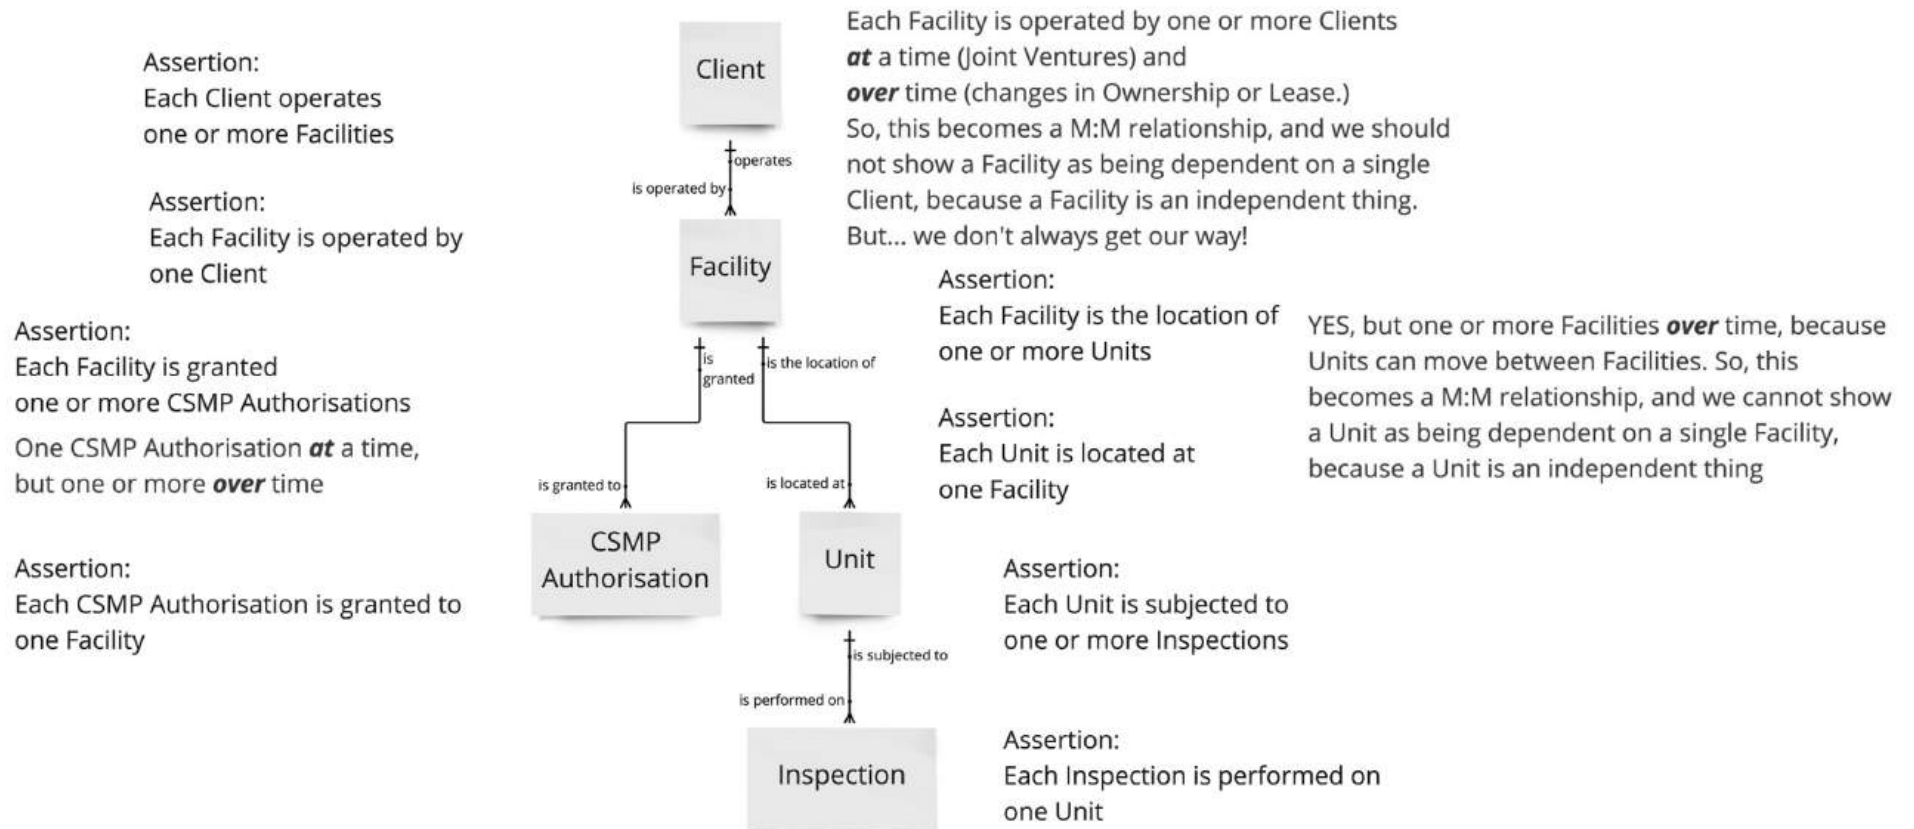 Assertion:
Each Client operates
one or more Facilities
Assertion:
Each Facility is operated by
one Client
Assertion:
Each Facility is granted
one or more CSMP Authorisations
One CSMP Authorisation at a time,
but one or more over time
Assertion:
Each CSMP Authorisation is granted to
one Facility
Client
operates
is operated by
Facility
is
granted
is the location of
is granted to
is located at
CSMP
Authorisation
Unit
is subjected to
is performed on
Inspection
Each Facility is operated by one or more Clients
at a time (Joint Ventures) and
over time (changes in Ownership or Lease.)
So, this becomes a M:M relationship, and we should
not show a Facility as being dependent on a single
Client, because a Facility is an independent thing.
But... we don't always get our way!
Assertion:
Each Facility is the location of
one or more Units
Assertion:
Each Unit is located at
one Facility
YES, but one or more Facilities over time, because
Units can move between Facilities. So, this
becomes a M:M relationship, and we cannot show
a Unit as being dependent on a single Facility,
because a Unit is an independent thing
Assertion:
Each Unit is subjected to
one or more Inspections
Assertion:
Each Inspection is performed on
one Unit